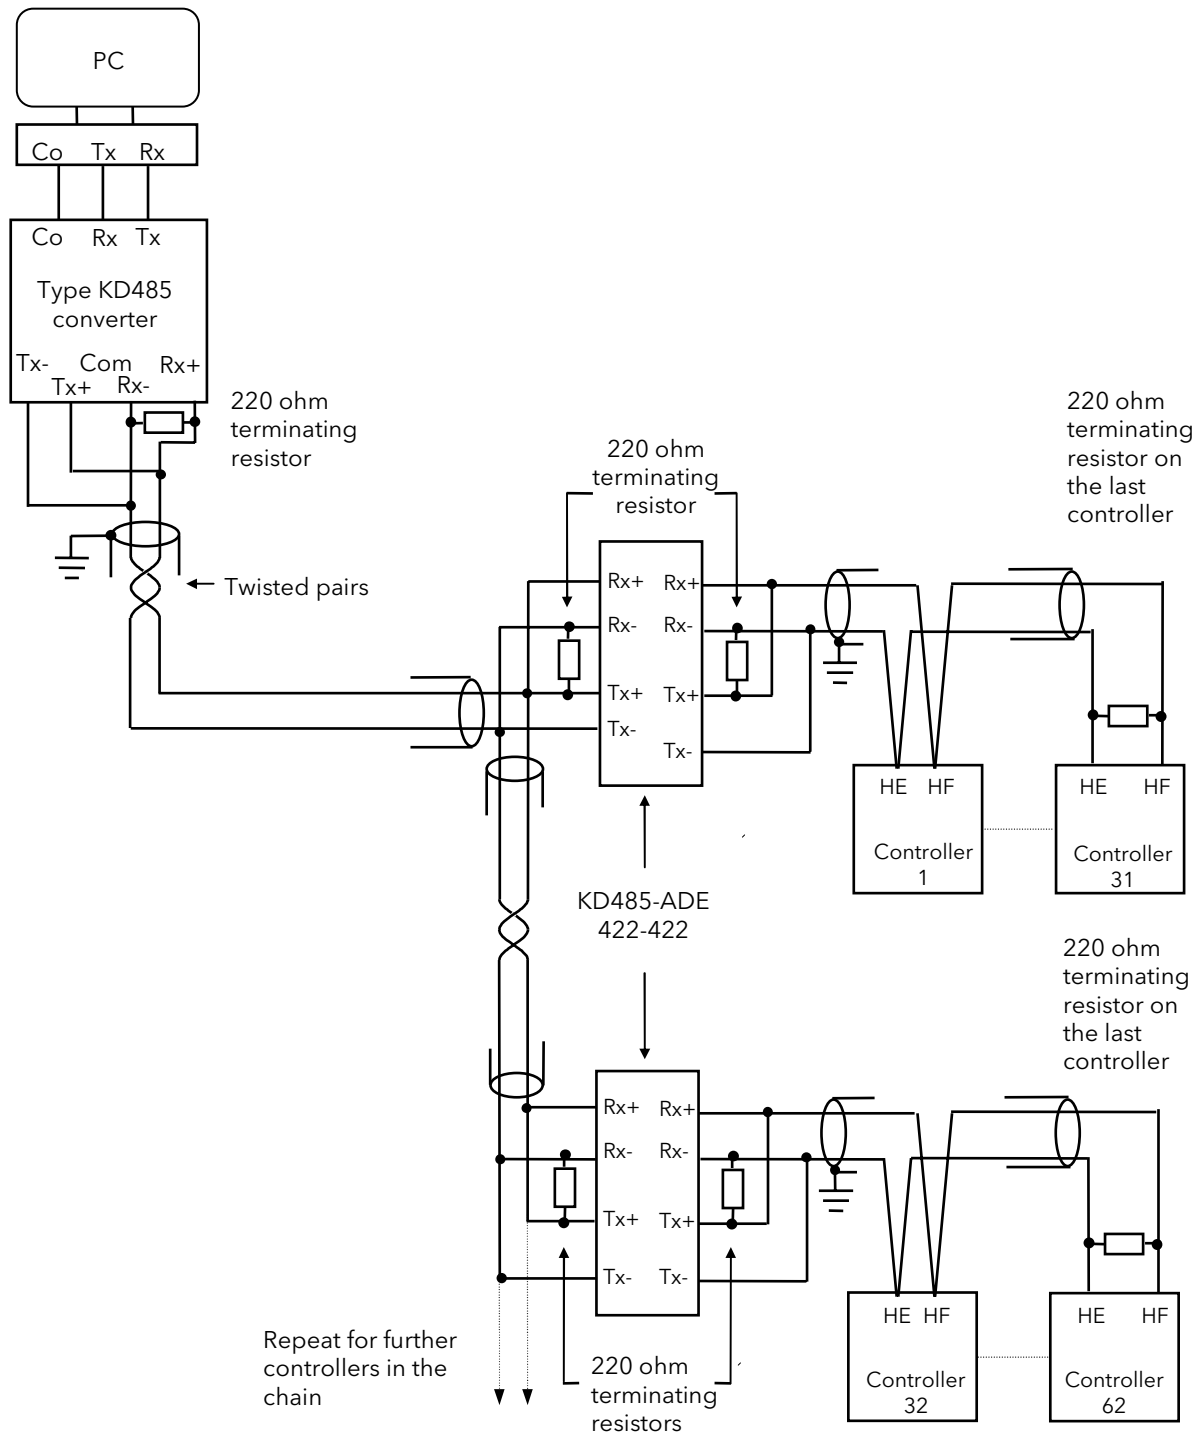 PC
Co Tx Rx
Co Rx Tx
Type KD485
converter
Tx- Com Rx+
Tx+ Rx-
220 ohm
terminating
resistor
Twisted pairs
220 ohm
terminating
resistor
220 ohm
terminating
resistor on
the last
controller
Rx+ Rx+
Rx- Rx-
Tx+ Tx+
Tx-
Tx-
HE HF
Controller
1
HE HF
Controller
31
KD485-ADE
422-422
220 ohm
terminating
resistor on
the last
controller
Rx+ Rx+
Rx- Rx-
Tx+ Tx+
Tx- Tx-
HE HF
Controller
32
HE HF
Controller
62
Repeat for further
controllers in the
chain
220 ohm
terminating
resistors